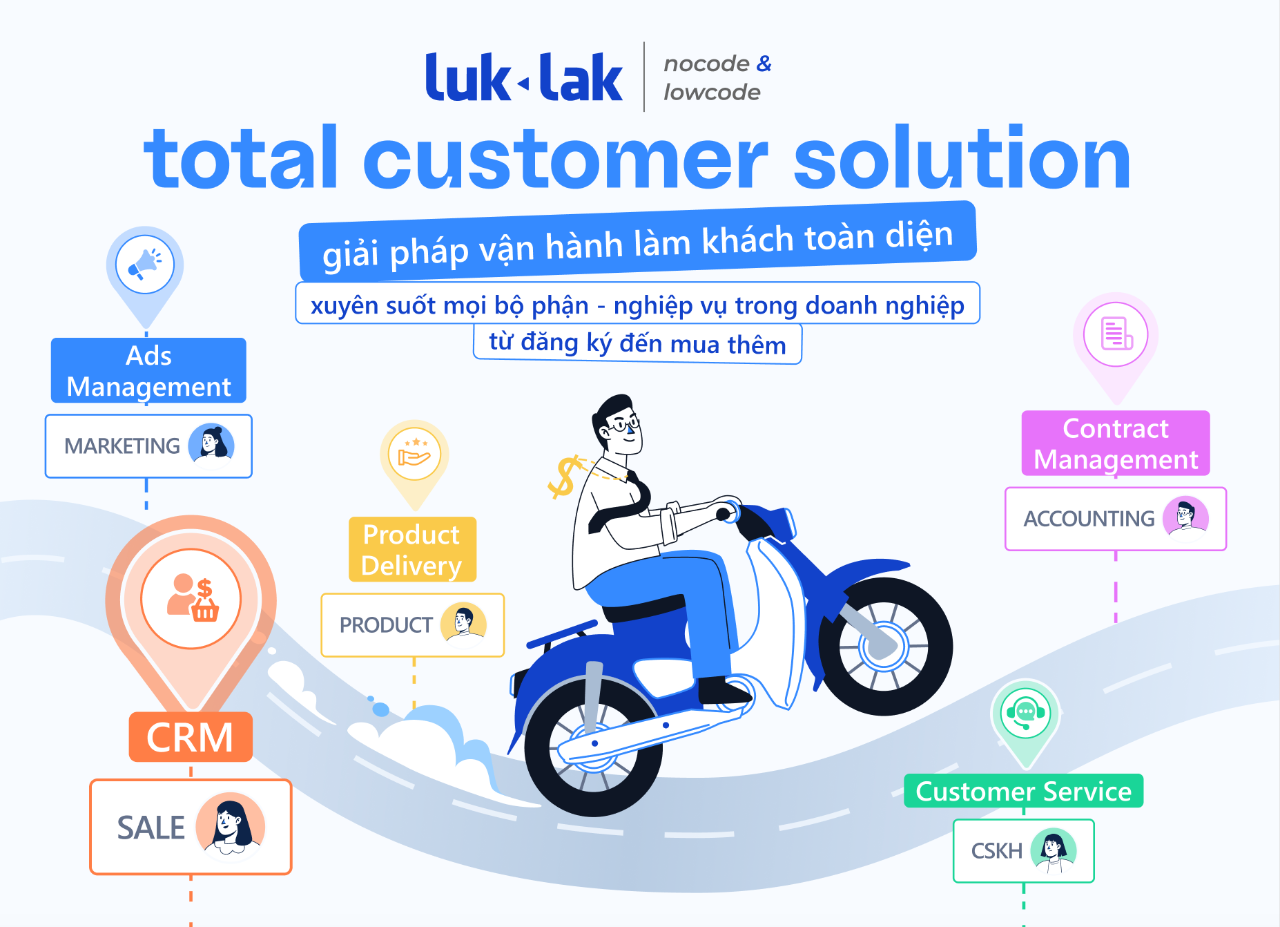 luk lak
nocode &
lowcode
total customer solution
giải pháp vận hành làm khách toàn diện
xuyên suốt mọi bộ phận - nghiệp vụ trong doanh nghiệp
từ đăng ký đến mua thêm
Ads
Management
MARKETING
CRM
SALE
Product
Delivery
PRODUCT
$
Contract
Management
ACCOUNTING
Customer Service
CSKH